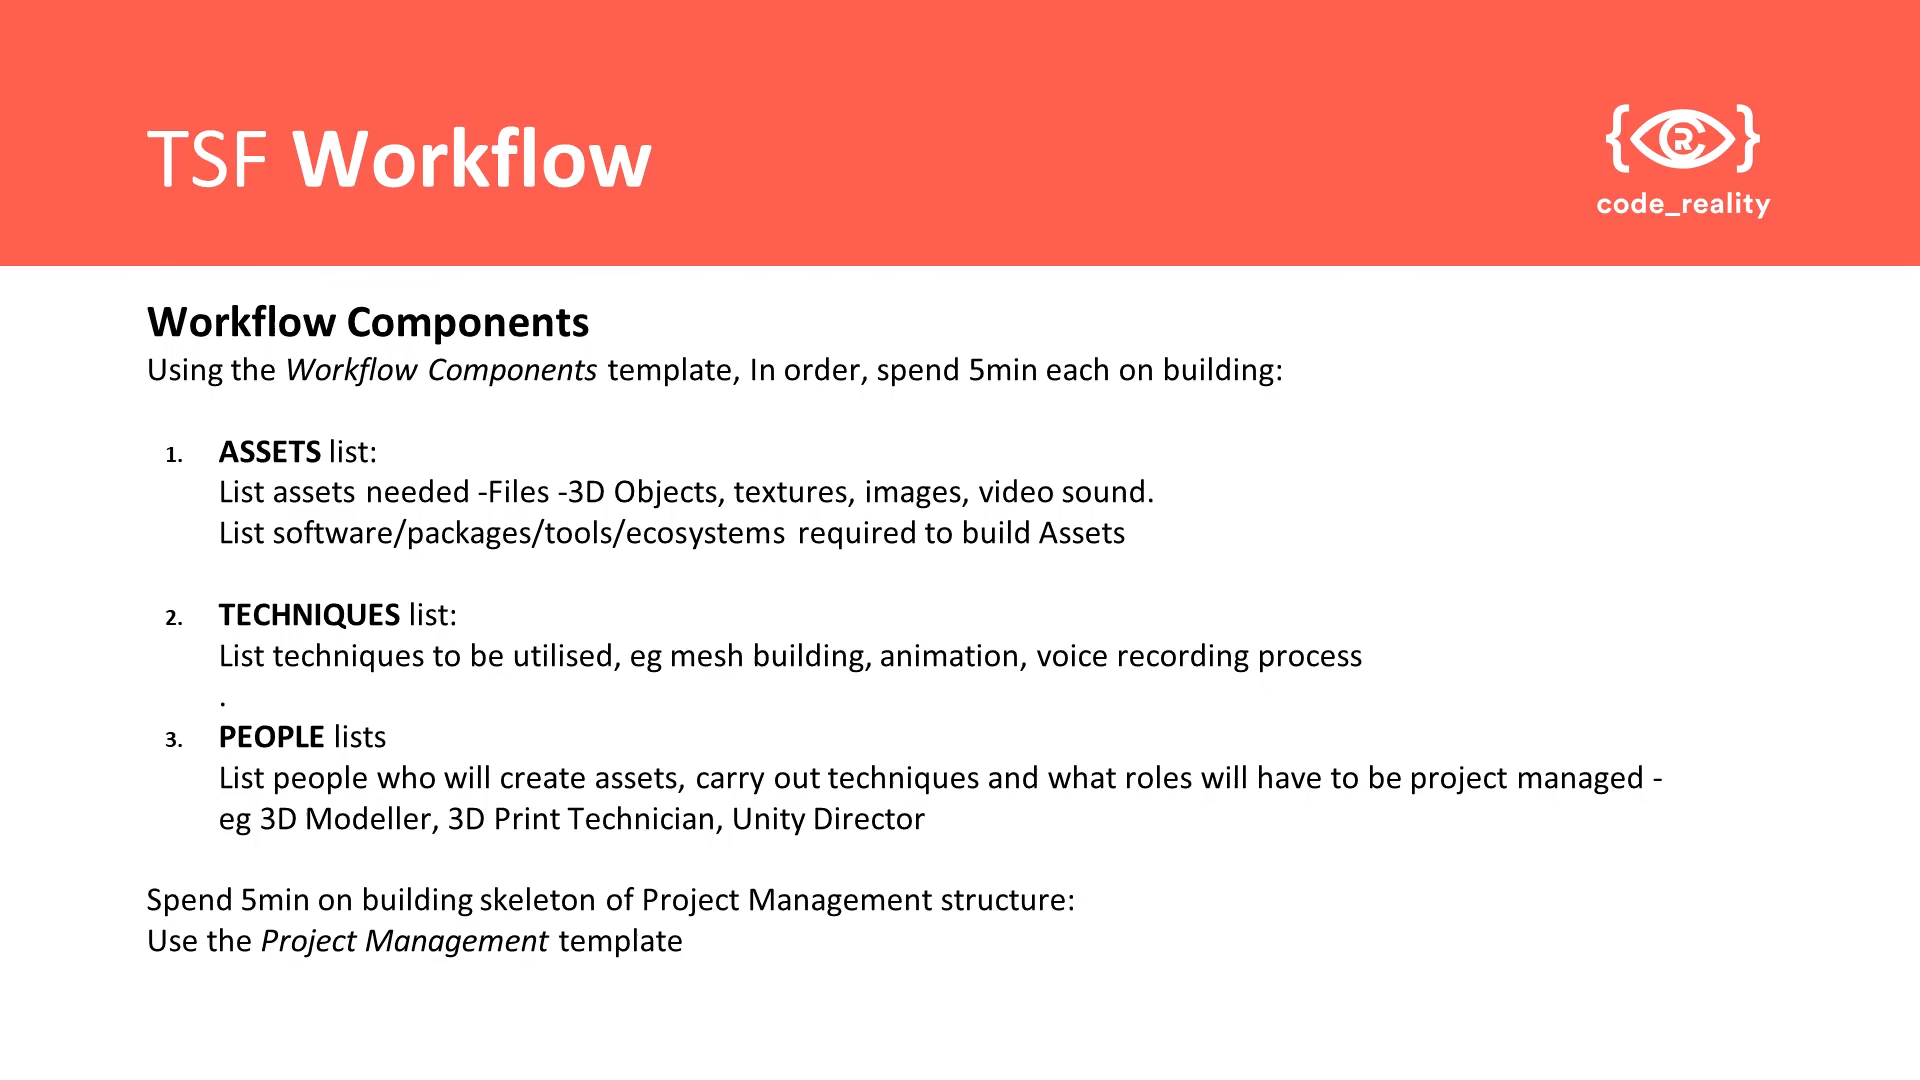 TSF Workflow
{R}
code_reality
Workflow Components
Using the Workflow Components template, In order, spend 5min each on building:
1. ASSETS list:
List assets needed -Files -3D Objects, textures, images, video sound.
List software/packages/tools/ecosystems required to build Assets
2. TECHNIQUES list:
List techniques to be utilised, eg mesh building, animation, voice recording process
.
3. PEOPLE lists
List people who will create assets, carry out techniques and what roles will have to be project managed -
eg 3D Modeller, 3D Print Technician, Unity Director
Spend 5min on building skeleton of Project Management structure:
Use the Project Management template